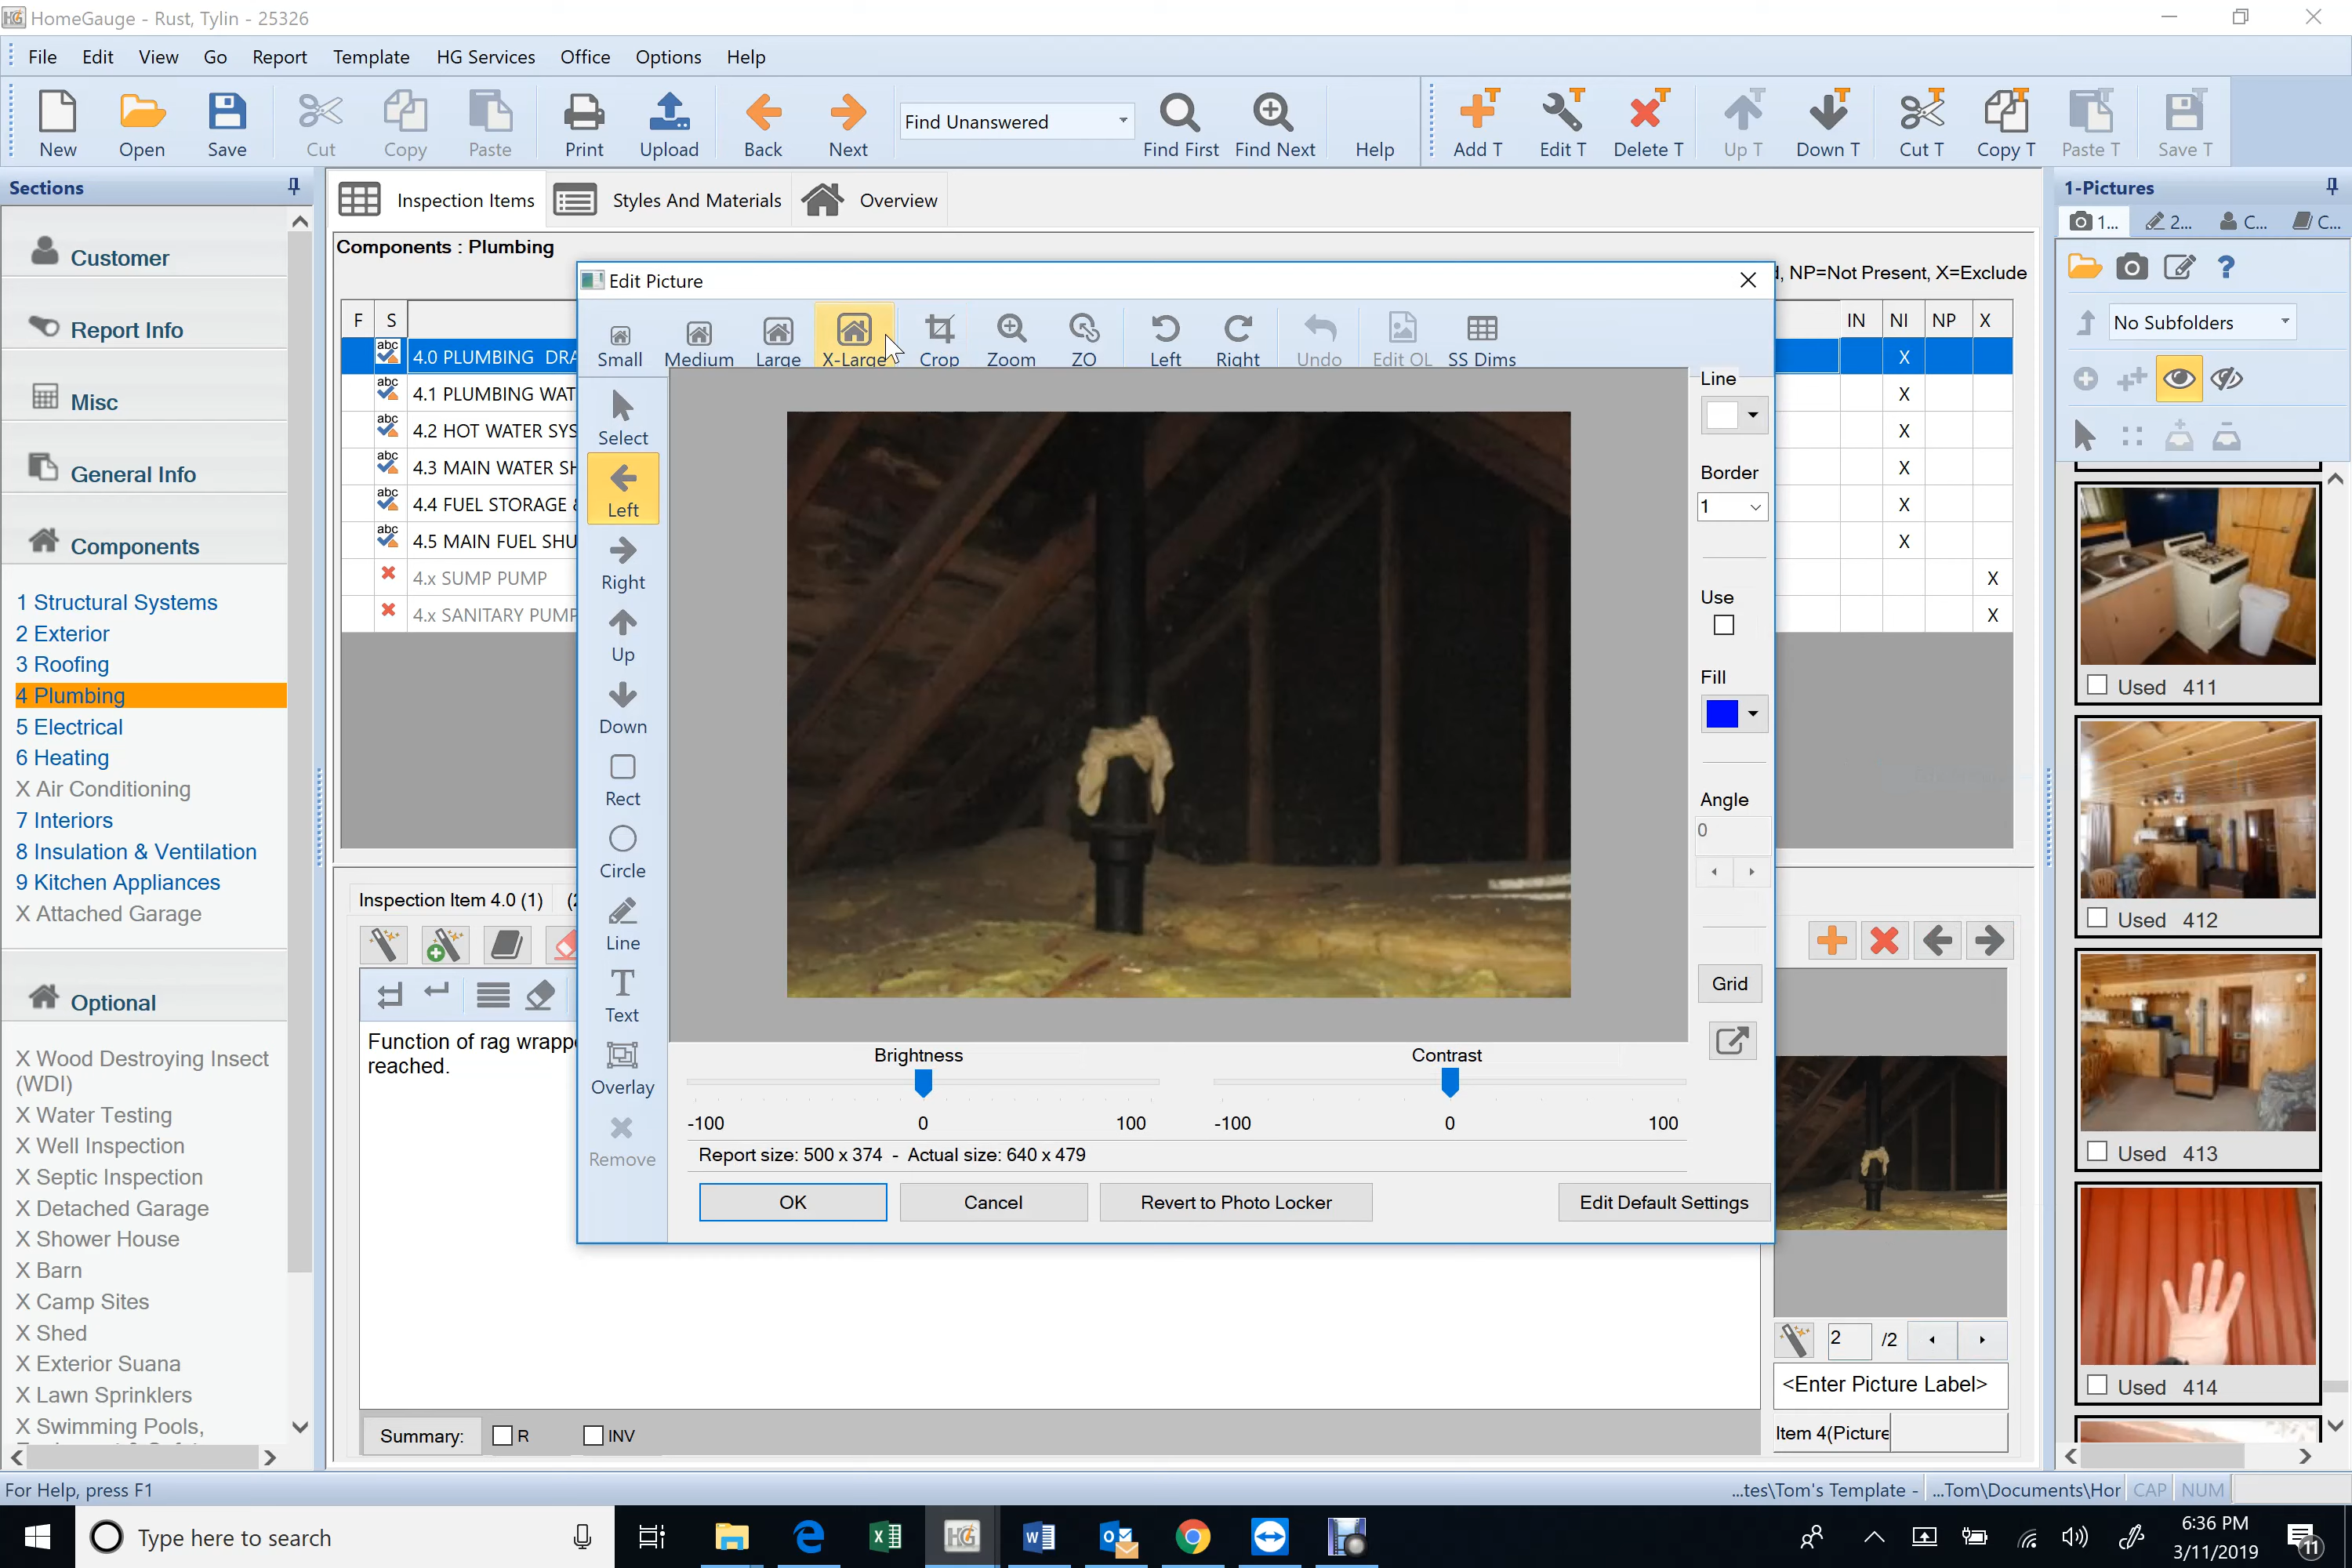 HomeGauge - Rust, Tylin - 25326
File Edit View Go Report Template HG Services Office Options Help
New Open Save Cut Copy Paste Print Upload Back Next Find Unanswered Find First Find Next Help Add T Edit T Delete T Up T Down T Cut T Copy T Paste T Save T
Sections
Customer
Report Info
Misc
General Info
Components
1 Structural Systems
2 Exterior
3 Roofing
4 Plumbing
5 Electrical
6 Heating
X Air Conditioning
7 Interiors
8 Insulation & Ventilation
9 Kitchen Appliances
X Attached Garage
Optional
X Wood Destroying Insect
(WDI)
X Water Testing
X Well Inspection
X Septic Inspection
X Detached Garage
X Shower House
X Barn
X Camp Sites
X Shed
X Exterior Suana
X Lawn Sprinklers
X Swimming Pools,
Inspection Items Styles And Materials Overview
Components : Plumbing
, NP=Not Present, X=Exclude
F S IN NI NP X
abc 4.0 PLUMBING DRA X
abc 4.1 PLUMBING WAT X
abc 4.2 HOT WATER SYS X
abc 4.3 MAIN WATER SH X
abc 4.4 FUEL STORAGE & X
abc 4.5 MAIN FUEL SHU X
4.x SUMP PUMP X
4.x SANITARY PUMP X
Edit Picture
Small Medium Large X-Large Crop Zoom ZO Left Right Undo Edit OL SS Dims
Select
Left
Right
Up
Down
Rect
Circle
Line
Text
Overlay
Remove
Line
Border
1
Use
Fill
Angle
0
Grid
Brightness Contrast
-100 0 100 -100 0 100
Report size: 500 x 374 - Actual size: 640 x 479
OK Cancel Revert to Photo Locker Edit Default Settings
Inspection Item 4.0 (1)
Function of rag wrapp
reached.
Summary: R INV
2 /2
<Enter Picture Label>
Item 4(Picture
1-Pictures
1... 2... C... C...
No Subfolders
Used 411
Used 412
Used 413
Used 414
For Help, press F1
...tes\Tom's Template - ...Tom\Documents\Hor CAP NUM
Type here to search
6:36 PM
3/11/2019
11